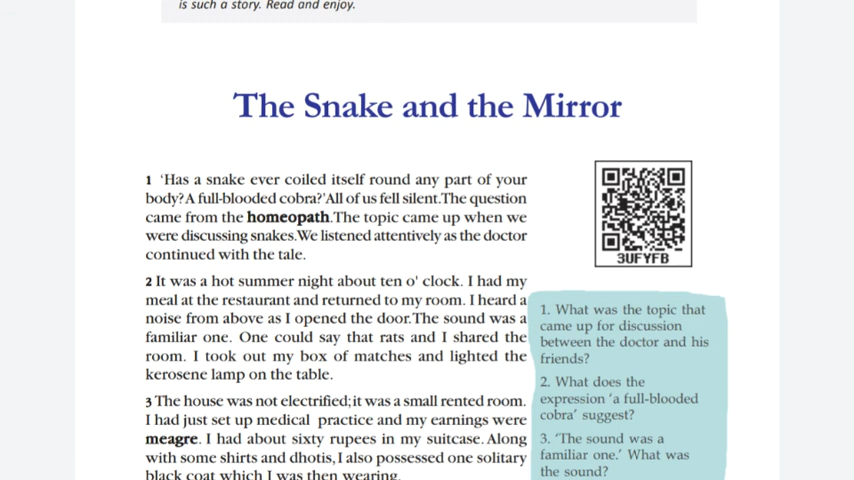 is such a story. Read and enjoy.
The Snake and the Mirror
1 'Has a snake ever coiled itself round any part of your
body? A full-blooded cobra?' All of us fell silent. The question
came from the homeopath. The topic came up when we
were discussing snakes. We listened attentively as the doctor
continued with the tale.
2 It was a hot summer night about ten o' clock. I had my
meal at the restaurant and returned to my room. I heard a
noise from above as I opened the door. The sound was a
familiar one. One could say that rats and I shared the
room. I took out my box of matches and lighted the
kerosene lamp on the table.
3 The house was not electrified; it was a small rented room.
I had just set up medical practice and my earnings were
meagre. I had about sixty rupees in my suitcase. Along
with some shirts and dhotis, I also possessed one solitary
black coat which I was then wearing.
3UFYFB
1. What was the topic that
came up for discussion
between the doctor and his
friends?
2. What does the
expression 'a full-blooded
cobra' suggest?
3. 'The sound was a
familiar one.' What was
the sound?